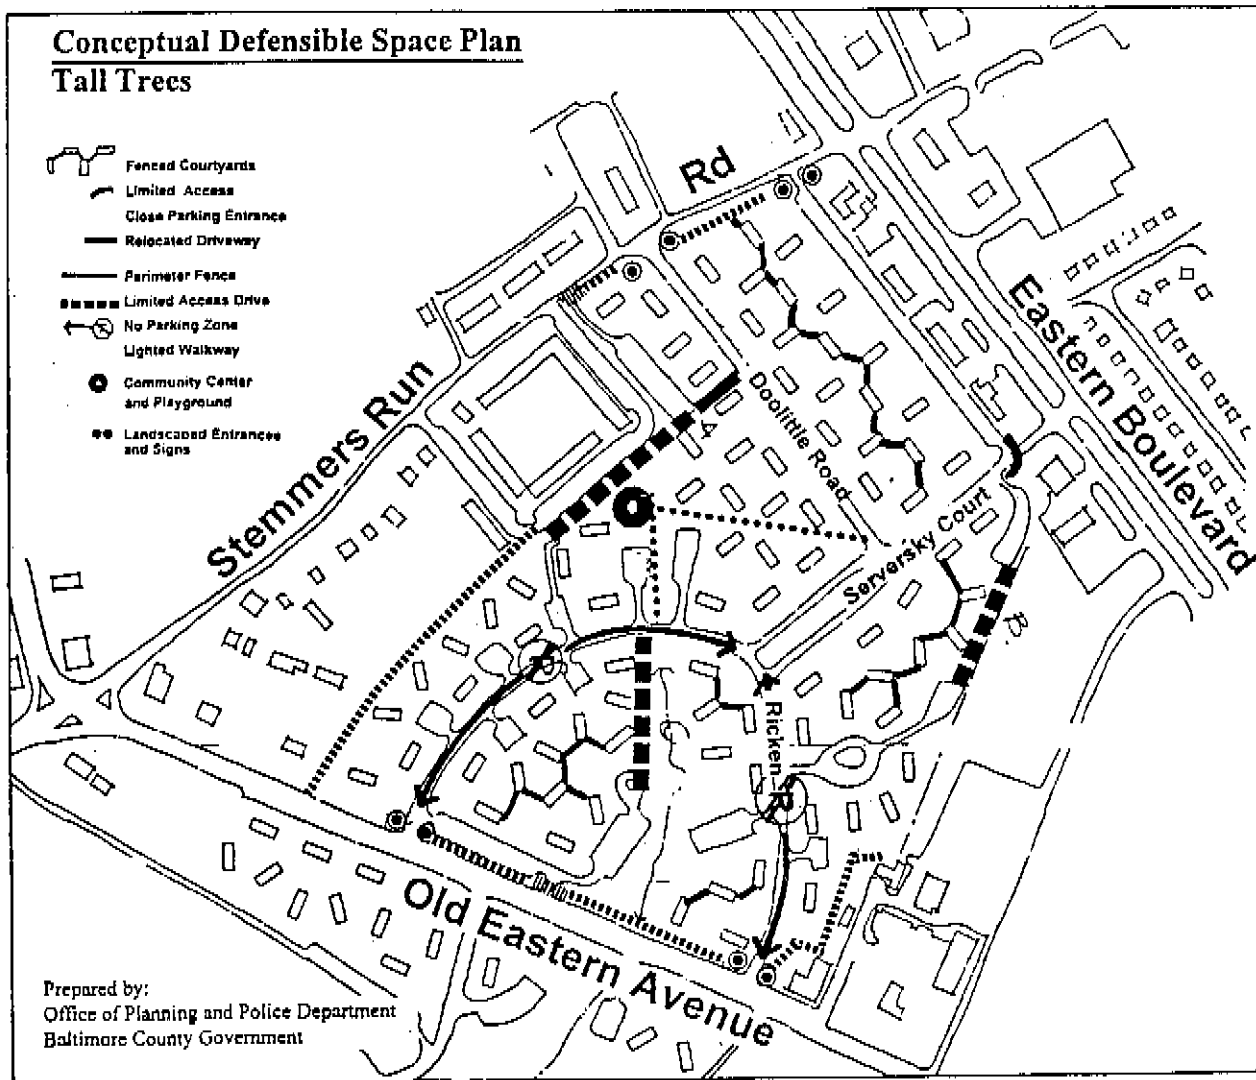 Conceptual Defensible Space Plan
Tall Trees
Fenced Courtyards
Limited Access
Close Parking Entrance
Relocated Driveway
Perimeter Fence
Limited Access Drive
No Parking Zone
Lighted Walkway
Community Center
and Playground
Landscaped Entrances
and Signs
Stemmers Run
Rd
Eastern Boulevard
Doolittle Road
A
Serversky Court
B.
Ricken R
Old Eastern Avenue
Prepared by:
Office of Planning and Police Department
Baltimore County Government